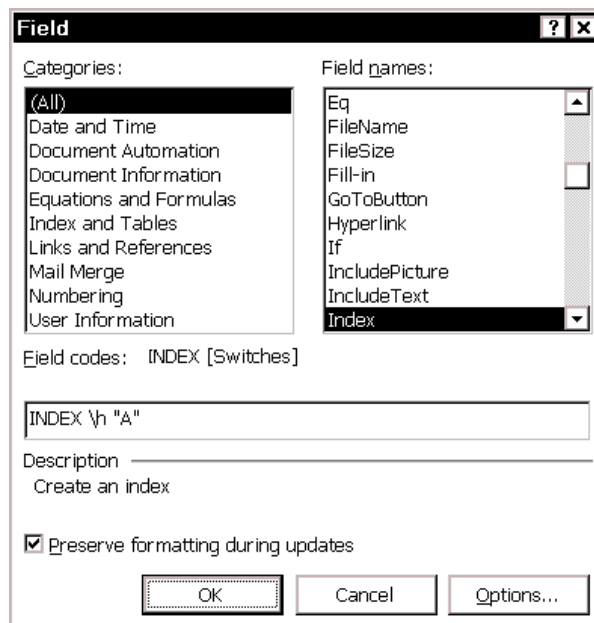 Field
Categories:
(All)
Date and Time
Document Automation
Document Information
Equations and Formulas
Index and Tables
Links and References
Mail Merge
Numbering
User Information
Field names:
Eq
FileName
FileSize
Fill-in
GoToButton
Hyperlink
If
IncludePicture
IncludeText
Index
Field codes: INDEX [Switches]
INDEX \h "A"
Description
Create an index
Preserve formatting during updates
OK Cancel Options...